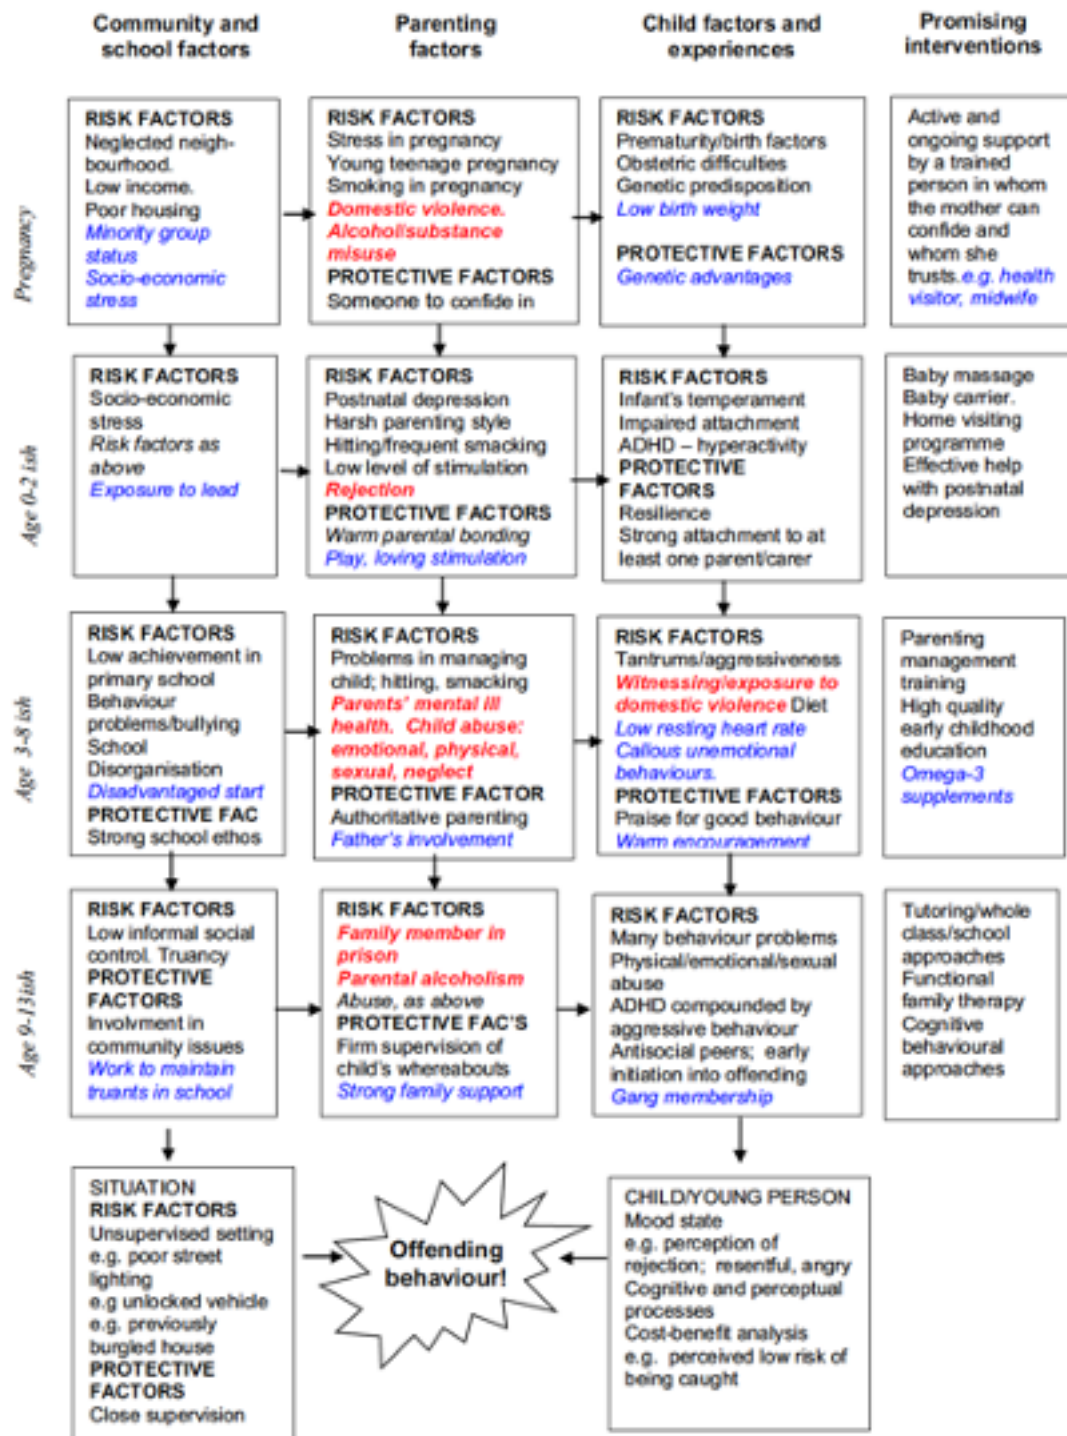 Community and
school factors
Parenting
factors
Child factors and
experiences
Promising
interventions
Pregnancy
RISK FACTORS
Neglected neigh-
bourhood.
Low income.
Poor housing
Minority group
status
Socio-economic
stress
RISK FACTORS
Stress in pregnancy
Young teenage pregnancy
Smoking in pregnancy
Domestic violence.
Alcohol/substance
misuse
PROTECTIVE FACTORS
Someone to confide in
RISK FACTORS
Prematurity/birth factors
Obstetric difficulties
Genetic predisposition
Low birth weight
PROTECTIVE FACTORS
Genetic advantages
Active and
ongoing support
by a trained
person in whom
the mother can
confide and
whom she
trusts.e.g. health
visitor, midwife
Age 0-2 ish
RISK FACTORS
Socio-economic
stress
Risk factors as
above
Exposure to lead
RISK FACTORS
Postnatal depression
Harsh parenting style
Hitting/frequent smacking
Low level of stimulation
Rejection
PROTECTIVE FACTORS
Warm parental bonding
Play, loving stimulation
RISK FACTORS
Infant's temperament
Impaired attachment
ADHD – hyperactivity
PROTECTIVE
FACTORS
Resilience
Strong attachment to at
least one parent/carer
Baby massage
Baby carrier.
Home visiting
programme
Effective help
with postnatal
depression
Age 3-8 ish
RISK FACTORS
Low achievement in
primary school
Behaviour
problems/bullying
School
Disorganisation
Disadvantaged start
PROTECTIVE FAC
Strong school ethos
RISK FACTORS
Problems in managing
child; hitting, smacking
Parents' mental ill
health. Child abuse:
emotional, physical,
sexual, neglect
PROTECTIVE FACTOR
Authoritative parenting
Father's involvement
RISK FACTORS
Tantrums/aggressiveness
Witnessing/exposure to
domestic violence Diet
Low resting heart rate
Callous unemotional
behaviours.
PROTECTIVE FACTORS
Praise for good behaviour
Warm encouragement
Parenting
management
training
High quality
early childhood
education
Omega-3
supplements
Age 9-13ish
RISK FACTORS
Low informal social
control. Truancy
PROTECTIVE
FACTORS
Involvment in
community issues
Work to maintain
truants in school
RISK FACTORS
Family member in
prison
Parental alcoholism
Abuse, as above
PROTECTIVE FAC'S
Firm supervision of
child's whereabouts
Strong family support
RISK FACTORS
Many behaviour problems
Physical/emotional/sexual
abuse
ADHD compounded by
aggressive behaviour
Antisocial peers; early
initiation into offending
Gang membership
Tutoring/whole
class/school
approaches
Functional
family therapy
Cognitive
behavioural
approaches
SITUATION
RISK FACTORS
Unsupervised setting
e.g. poor street
lighting
e.g unlocked vehicle
e.g. previously
burgled house
PROTECTIVE
FACTORS
Close supervision
Offending
behaviour!
CHILD/YOUNG PERSON
Mood state
e.g. perception of
rejection; resentful, angry
Cognitive and perceptual
processes
Cost-benefit analysis
e.g. perceived low risk of
being caught